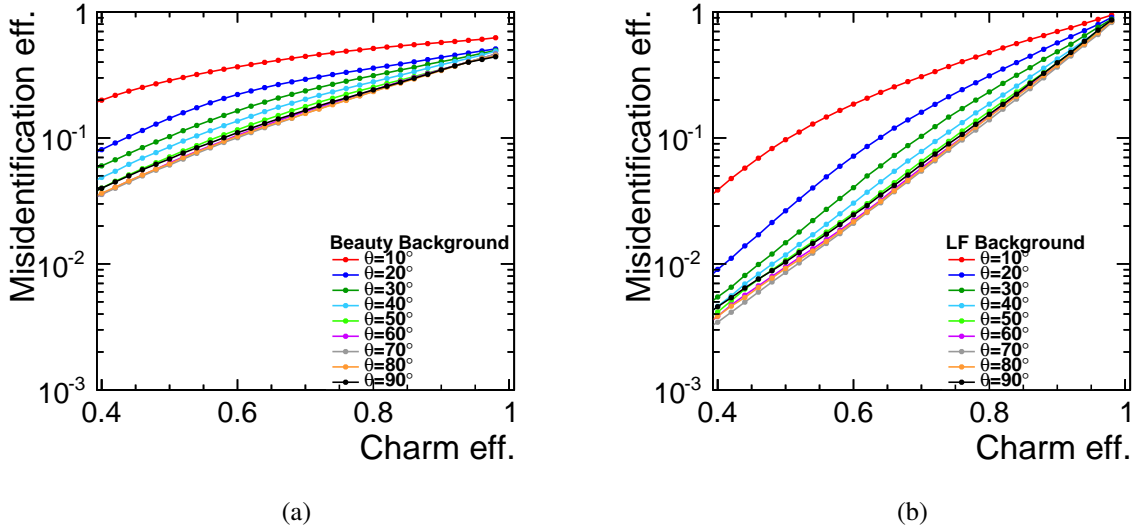 Misidentification eff.
1
10⁻¹
10⁻²
10⁻³
Beauty Background
θ=10°
θ=20°
θ=30°
θ=40°
θ=50°
θ=60°
θ=70°
θ=80°
θ=90°
0.4 0.6 0.8 1
Charm eff.
(a)
Misidentification eff.
1
10⁻¹
10⁻²
10⁻³
LF Background
θ=10°
θ=20°
θ=30°
θ=40°
θ=50°
θ=60°
θ=70°
θ=80°
θ=90°
0.4 0.6 0.8 1
Charm eff.
(b)